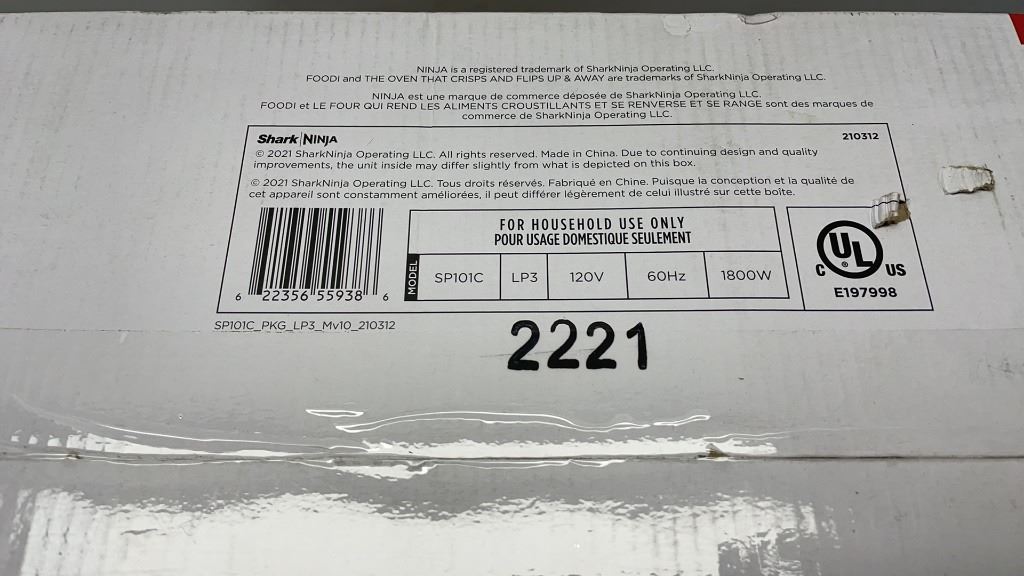 NINJA is a registered trademark of SharkNinja Operating LLC.
FOODI and THE OVEN THAT CRISPS AND FLIPS UP & AWAY are trademarks of SharkNinja Operating LLC.
NINJA est une marque de commerce déposée de SharkNinja Operating LLC.
FOODI et LE FOUR QUI REND LES ALIMENTS CROUSTILLANTS ET SE RENVERSE ET SE RANGE sont des marques de
commerce de SharkNinja Operating LLC.
Shark|NINJA
210312
© 2021 SharkNinja Operating LLC. All rights reserved. Made in China. Due to continuing design and quality
improvements, the unit inside may differ slightly from what is depicted on this box.
© 2021 SharkNinja Operating LLC. Tous droits réservés. Fabriqué en Chine. Puisque la conception et la qualité de
cet appareil sont constamment améliorées, il peut différer légèrement de celui illustré sur cette boîte.
6 22356 55938 6
FOR HOUSEHOLD USE ONLY
POUR USAGE DOMESTIQUE SEULEMENT
MODEL SP101C LP3 120V 60Hz 1800W
C UL ® US
E197998
SP101C_PKG_LP3_Mv10_210312
2221